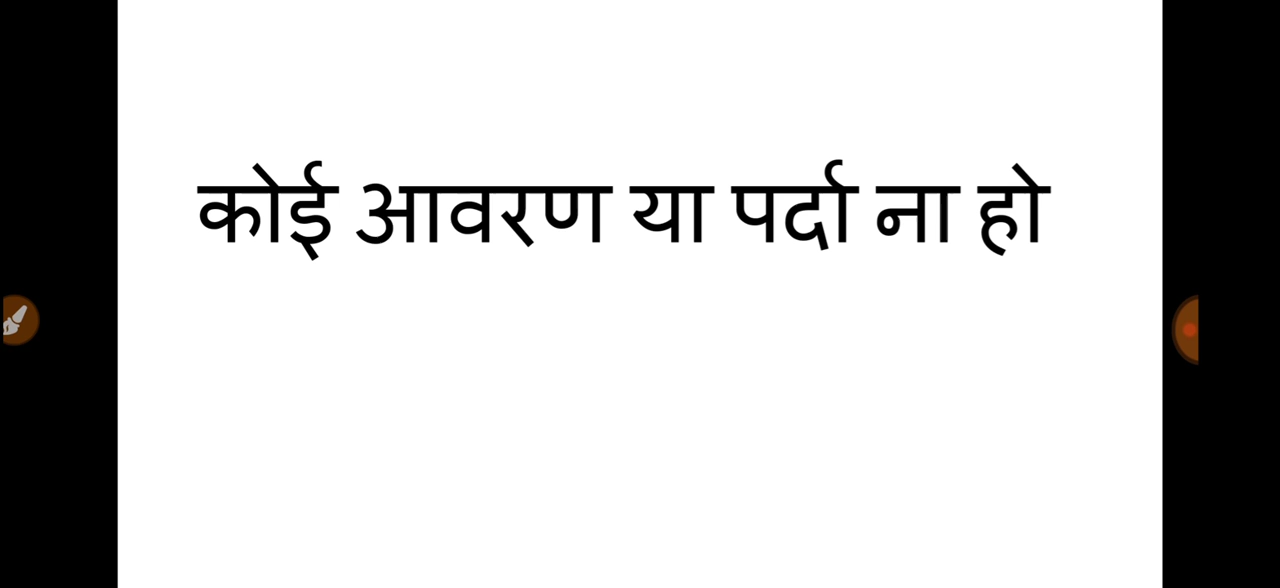 कोई आवरण या पर्दा ना हो